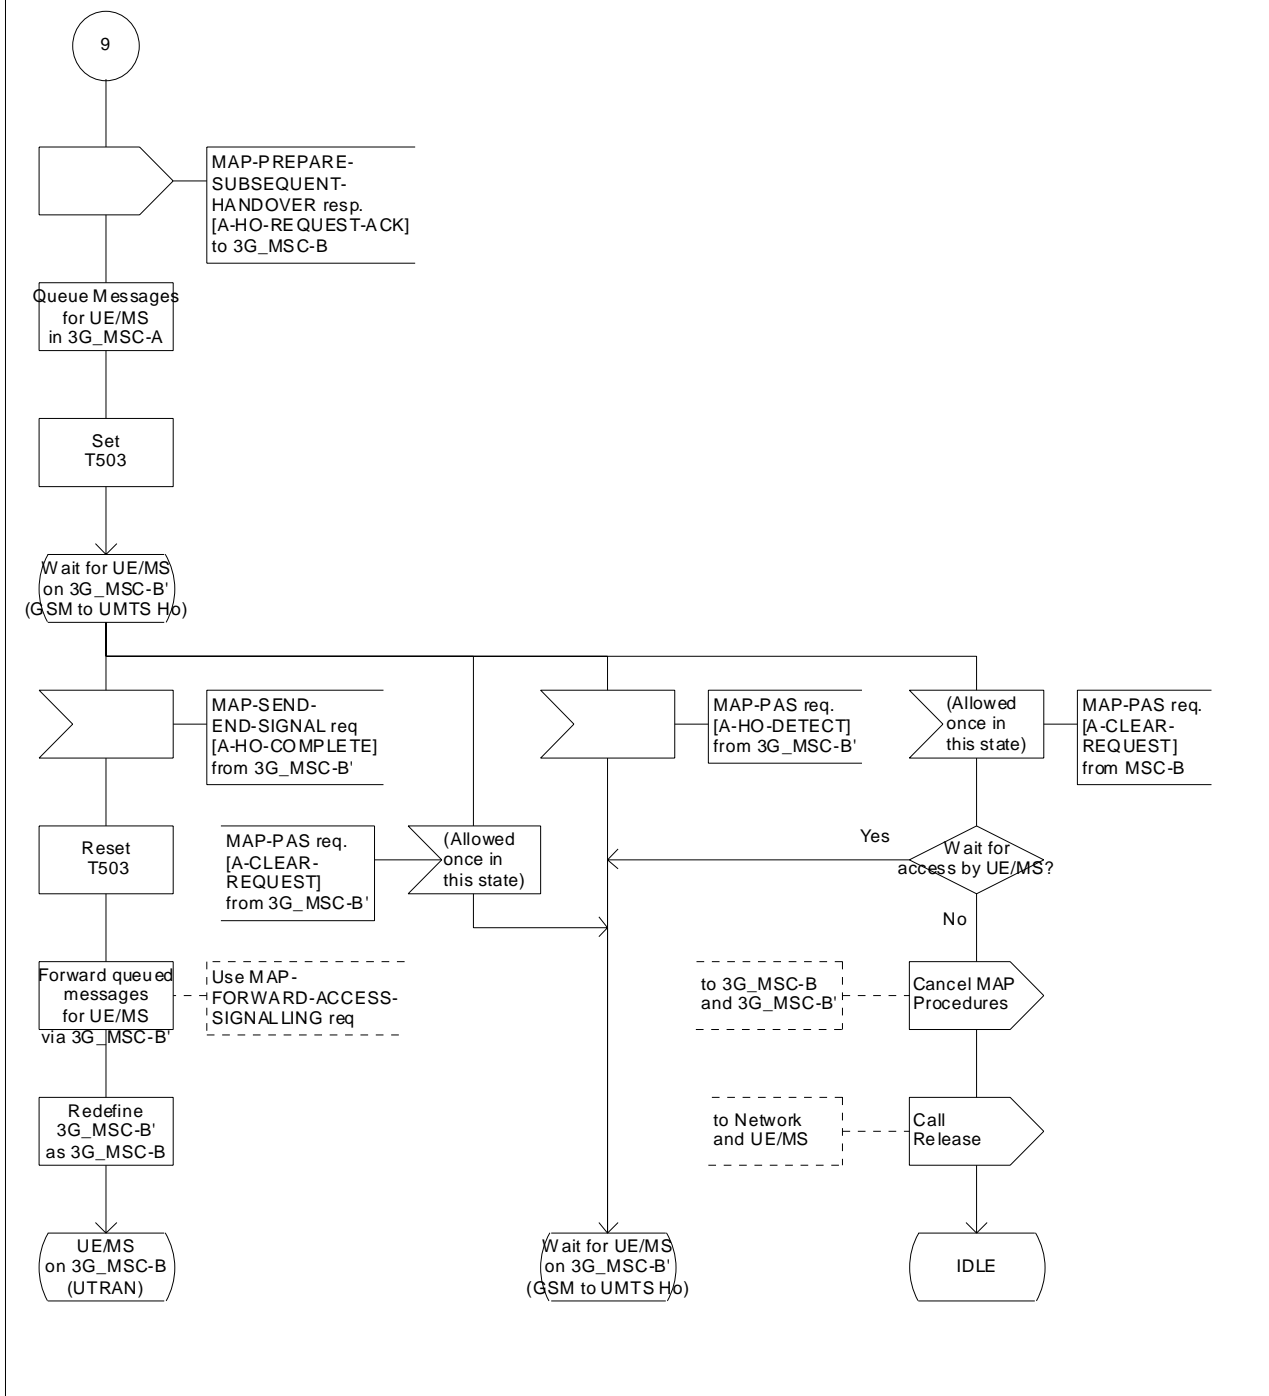 9
MAP-PREPARE-
SUBSEQUENT-
HANDOVER resp.
[A-HO-REQUEST-ACK]
to 3G_MSC-B
Queue Messages
for UE/MS
in 3G_MSC-A
Set
T503
Wait for UE/MS
on 3G_MSC-B'
(GSM to UMTS Ho)
MAP-SEND-
END-SIGNAL req
[A-HO-COMPLETE]
from 3G_MSC-B'
MAP-PAS req.
[A-HO-DETECT]
from 3G_MSC-B'
(Allowed
once in
this state)
MAP-PAS req.
[A-CLEAR-
REQUEST]
from MSC-B
Reset
T503
MAP-PAS req.
[A-CLEAR-
REQUEST]
from 3G_MSC-B'
(Allowed
once in
this state)
Yes
Wait for
access by UE/MS?
No
Forward queued
messages
for UE/MS
via 3G_MSC-B'
Use MAP-
FORWARD-ACCESS-
SIGNALLING req
to 3G_MSC-B
and 3G_MSC-B'
Cancel MAP
Procedures
Redefine
3G_MSC-B'
as 3G_MSC-B
to Network
and UE/MS
Call
Release
UE/MS
on 3G_MSC-B
(UTRAN)
Wait for UE/MS
on 3G_MSC-B'
(GSM to UMTS Ho)
IDLE